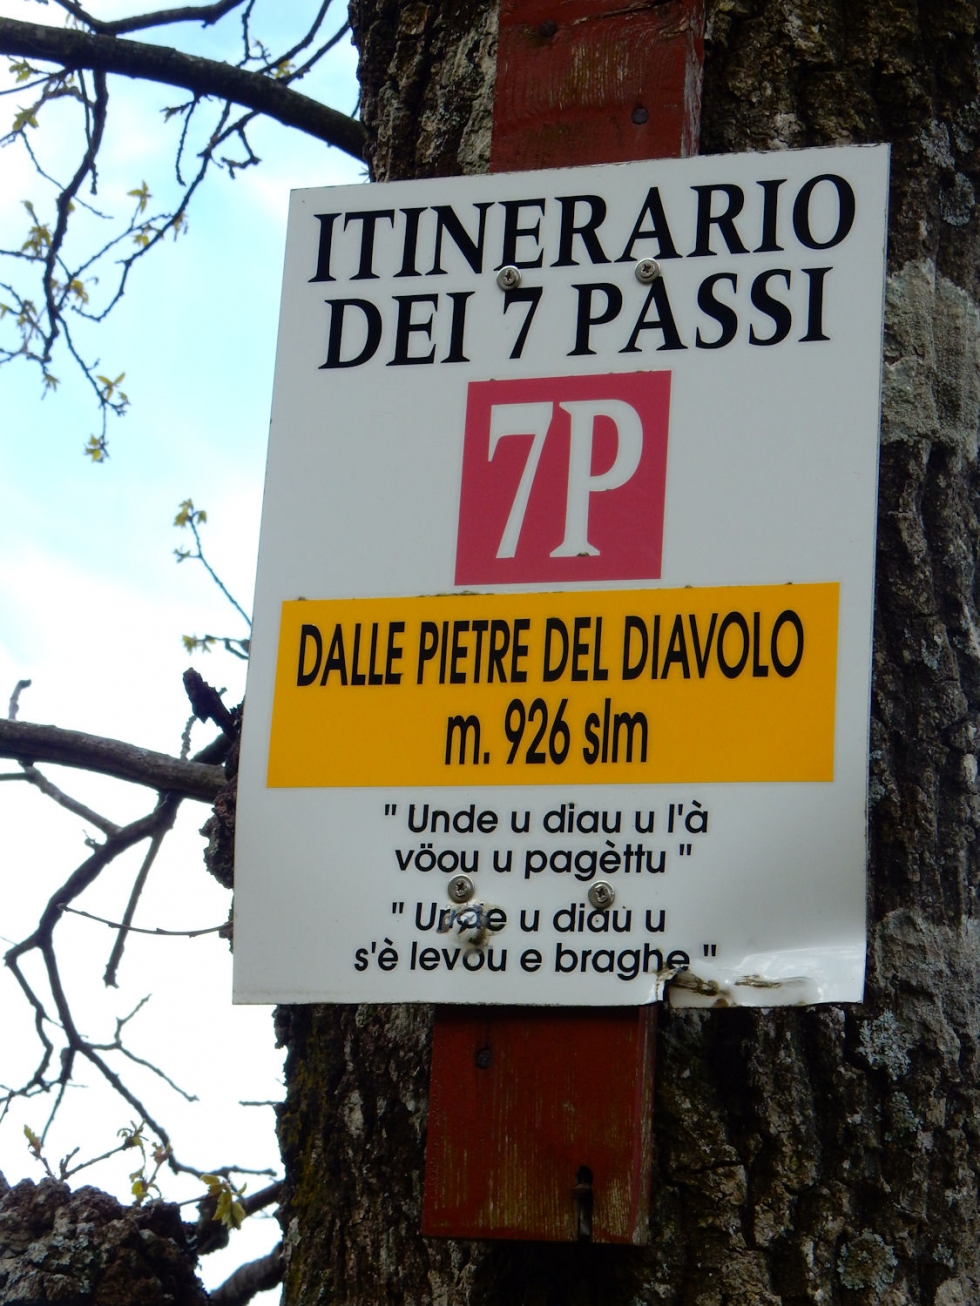 ITINERARIO
DEI 7 PASSI
7P
DALLE PIETRE DEL DIAVOLO
m. 926 slm
" Unde u diau u l'à
vöou u pagèttu "
" Unde u diau u
s'è levou e braghe "